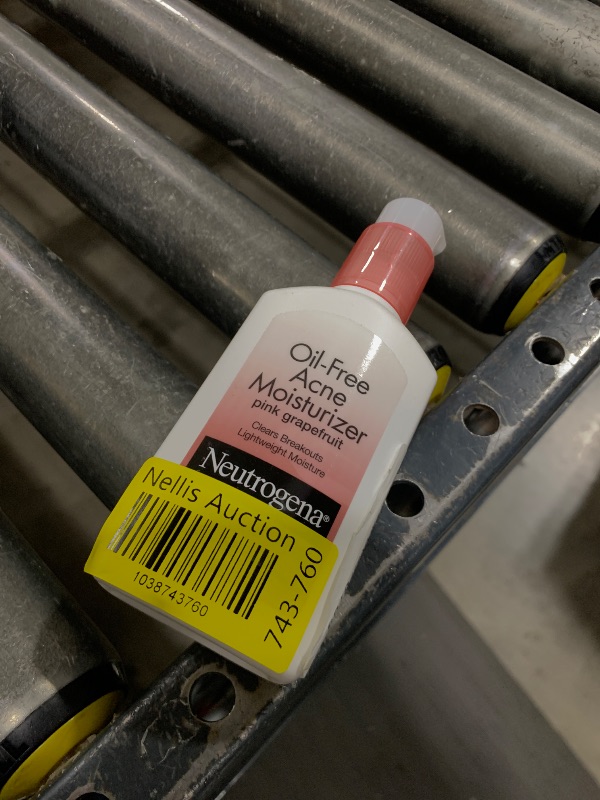 Oil-Free
Acne
Moisturizer
pink grapefruit
Clears Breakouts
Lightweight Moisture
Neutrogena®
Nellis Auction
1038743760
743-760